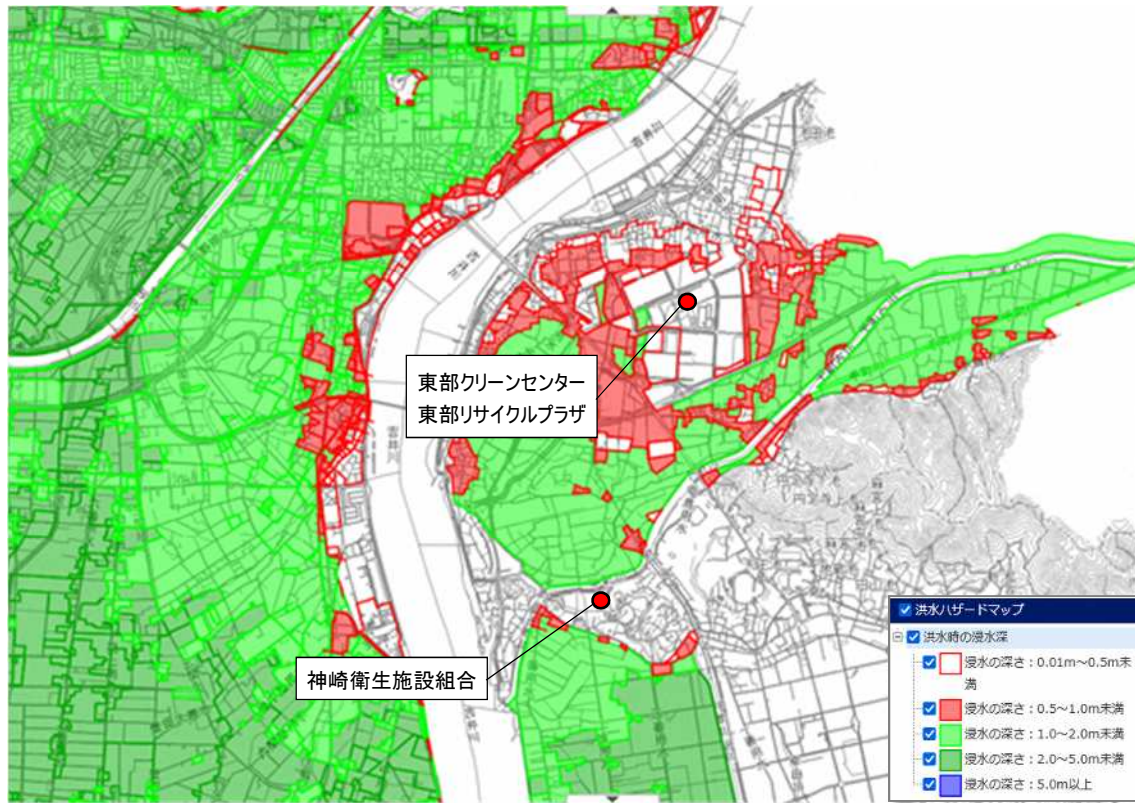 東部クリーンセンター
東部リサイクルプラザ
神崎衛生施設組合
洪水ハザードマップ
洪水時の浸水深
浸水の深さ：0.01m～0.5m未
満
浸水の深さ：0.5～1.0m未満
浸水の深さ：1.0～2.0m未満
浸水の深さ：2.0～5.0m未満
浸水の深さ：5.0m以上